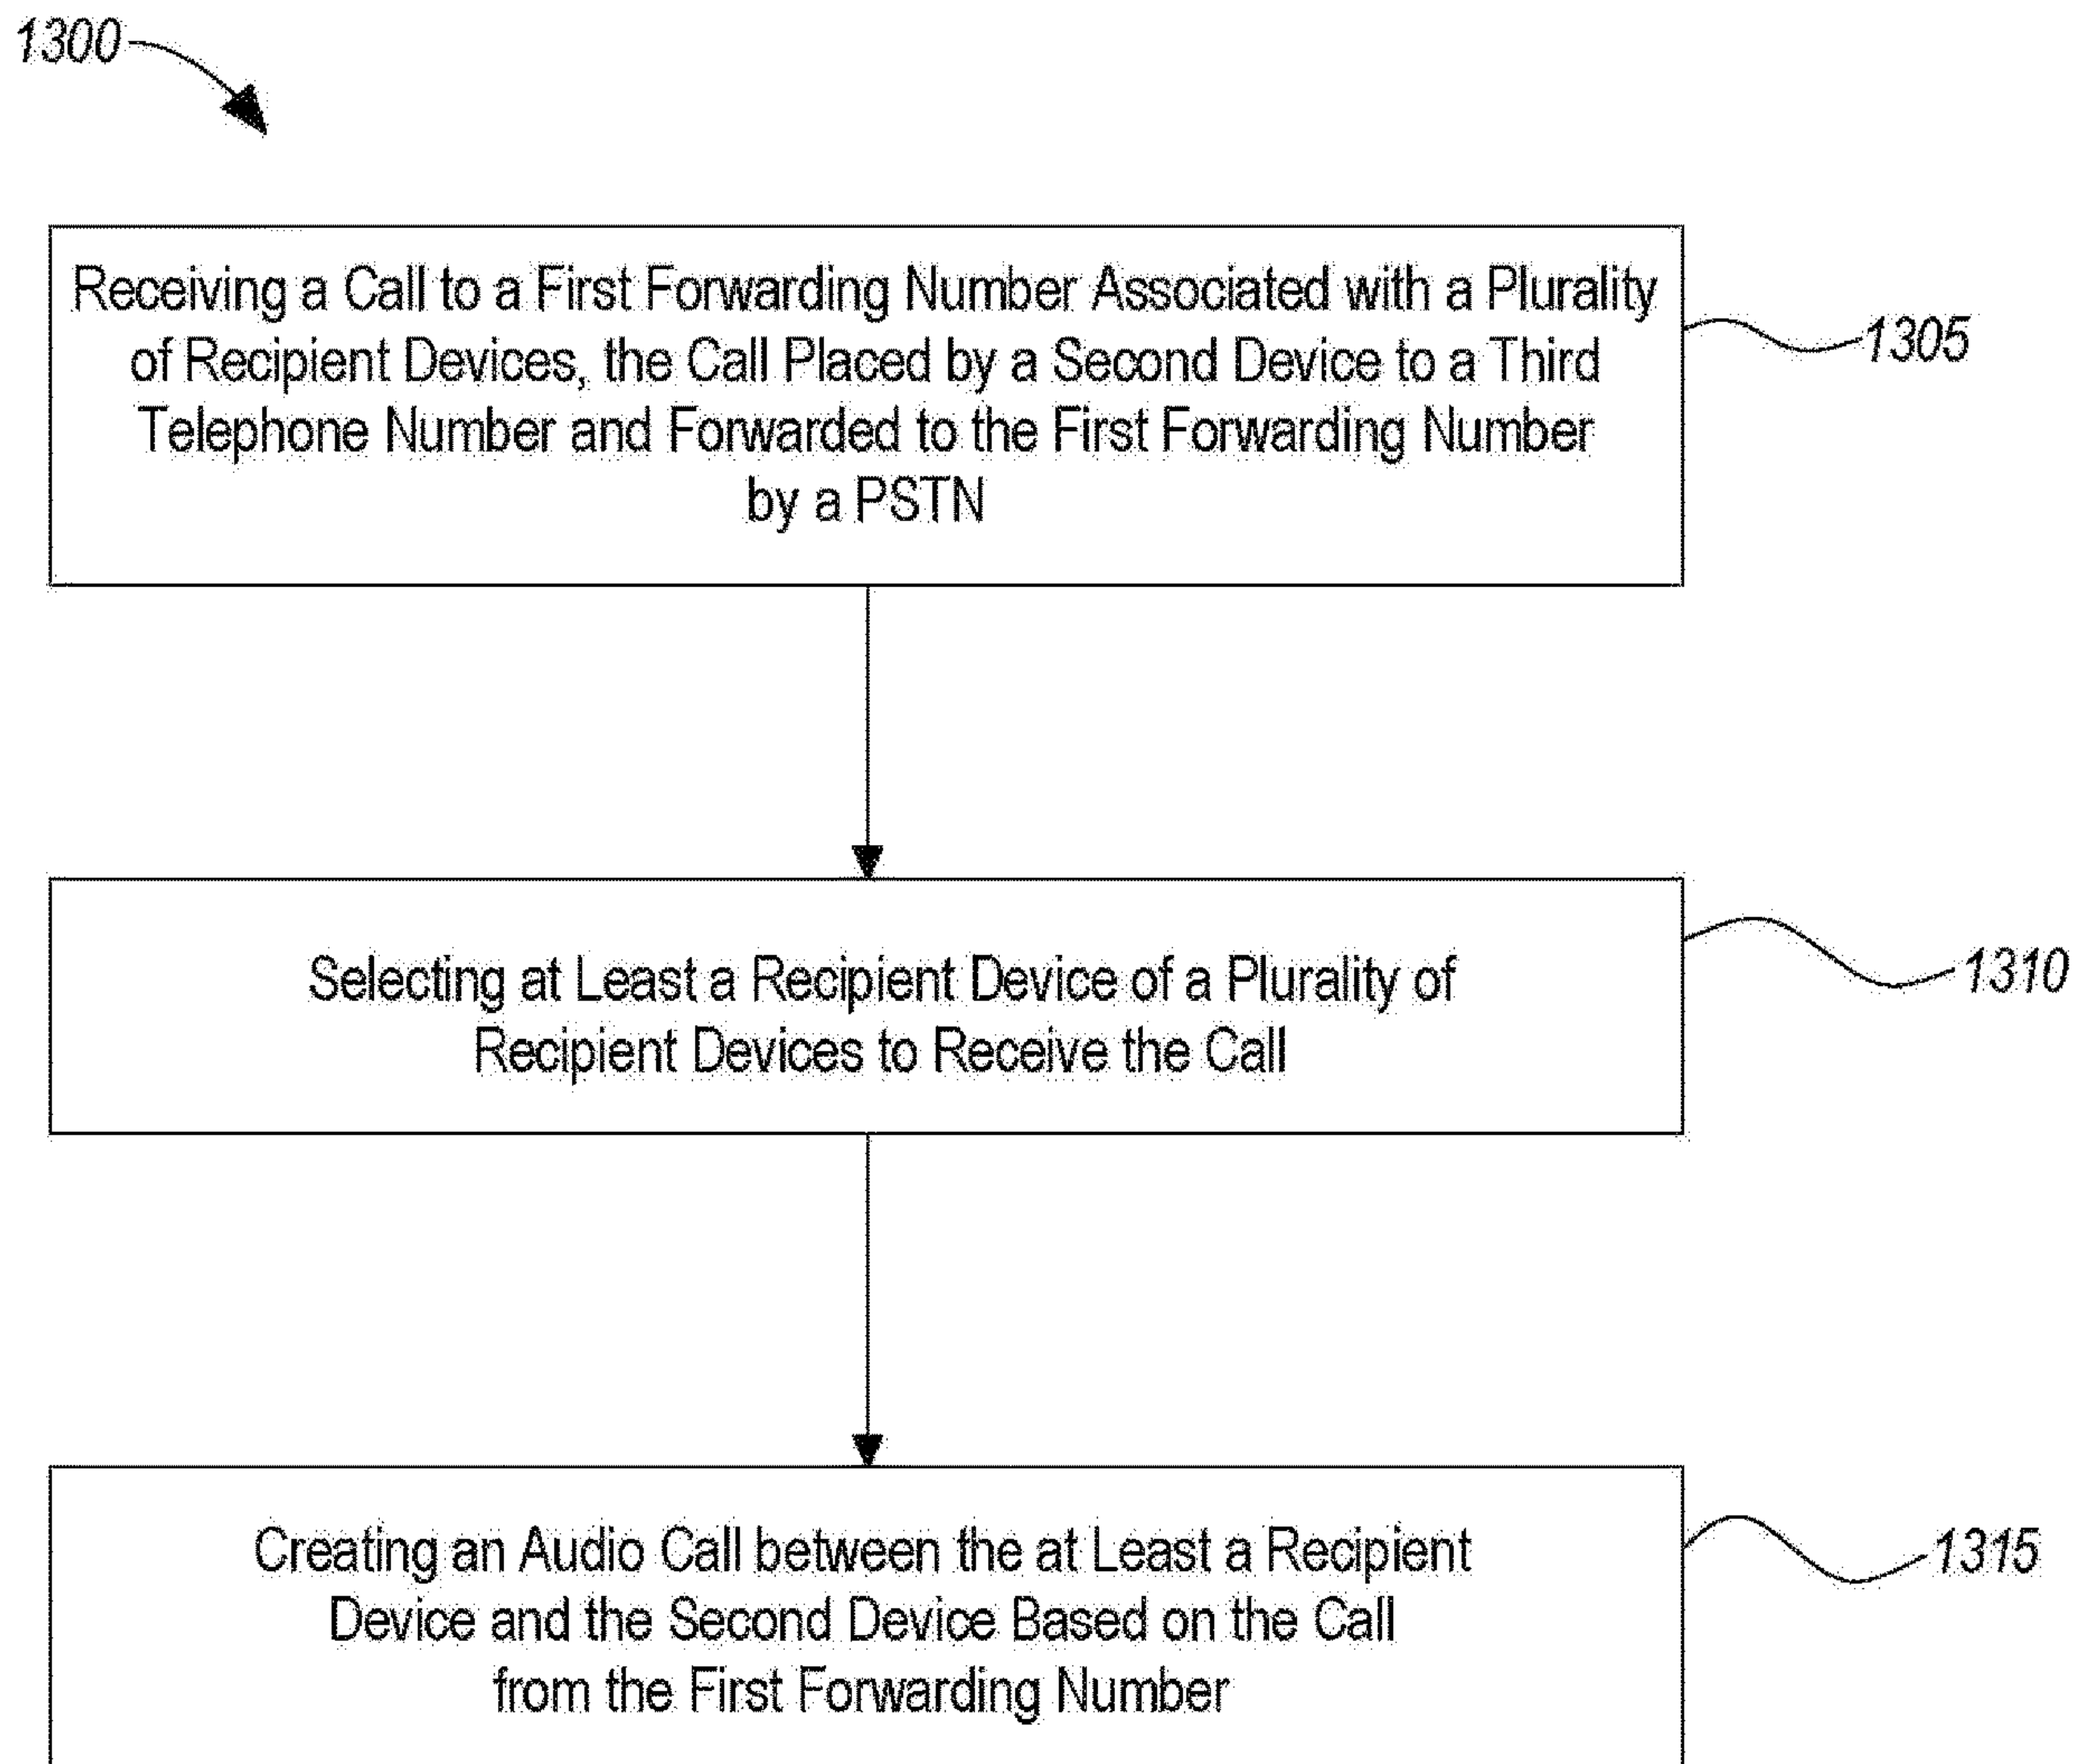 1300
Receiving a Call to a First Forwarding Number Associated with a Plurality
of Recipient Devices, the Call Placed by a Second Device to a Third
Telephone Number and Forwarded to the First Forwarding Number
by a PSTN
1305
Selecting at Least a Recipient Device of a Plurality of
Recipient Devices to Receive the Call
1310
Creating an Audio Call between the at Least a Recipient
Device and the Second Device Based on the Call
from the First Forwarding Number
1315